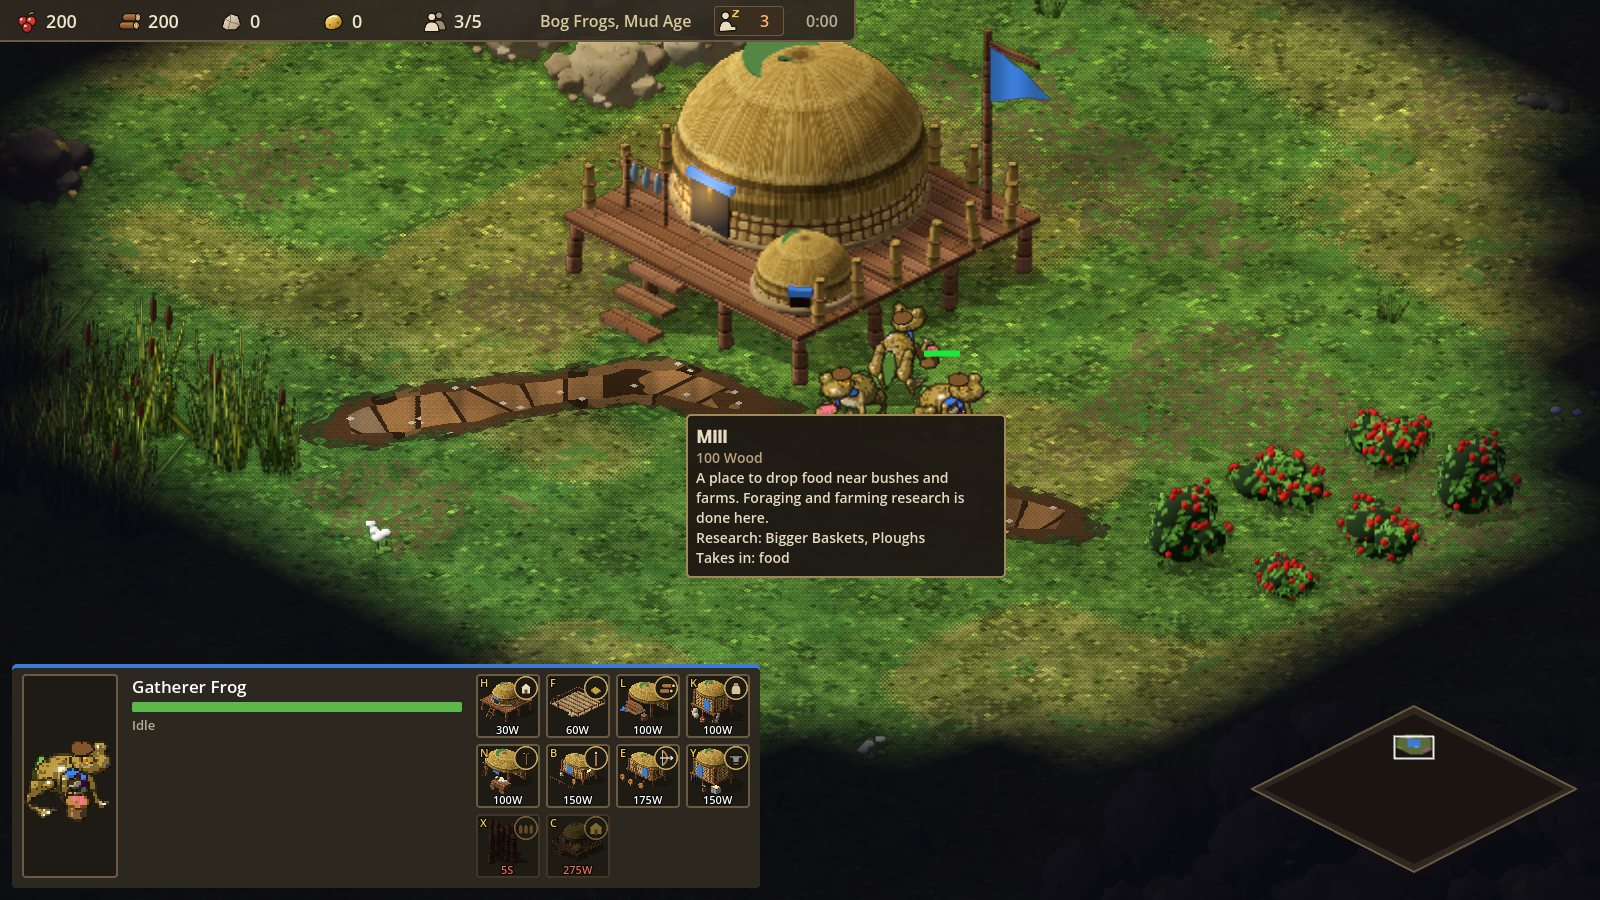 200 200 0 0 3/5 Bog Frogs, Mud Age z 3 0:00
Mill
100 Wood
A place to drop food near bushes and
farms. Foraging and farming research is
done here.
Research: Bigger Baskets, Ploughs
Takes in: food
Gatherer Frog
Idle
H F L K
30W 60W 100W 100W
N B E Y
100W 150W 175W 150W
X C
5S 275W